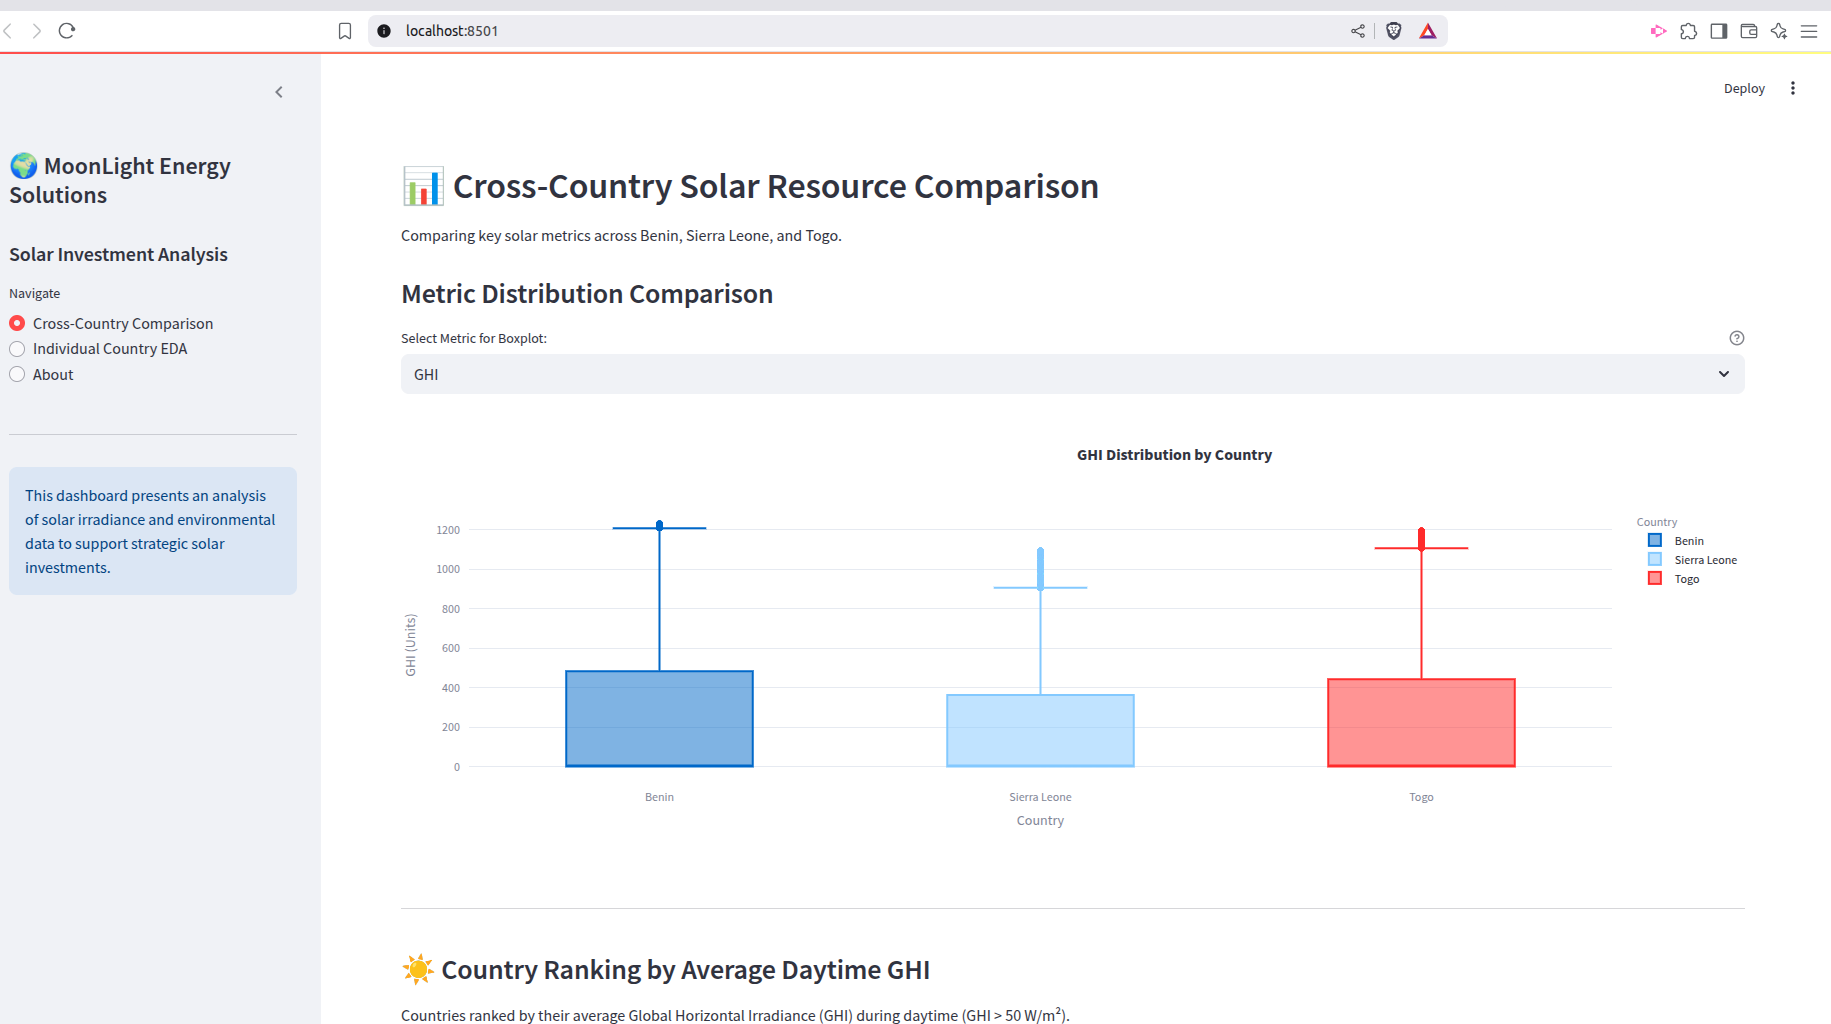 localhost:8501
Deploy
🌍 MoonLight Energy
Solutions
Solar Investment Analysis
Navigate
Cross-Country Comparison
Individual Country EDA
About
This dashboard presents an analysis
of solar irradiance and environmental
data to support strategic solar
investments.
📊 Cross-Country Solar Resource Comparison
Comparing key solar metrics across Benin, Sierra Leone, and Togo.
Metric Distribution Comparison
Select Metric for Boxplot:
GHI
GHI Distribution by Country
GHI (Units)
1200
1000
800
600
400
200
0
Benin
Sierra Leone
Togo
Country
Country
Benin
Sierra Leone
Togo
☀️ Country Ranking by Average Daytime GHI
Countries ranked by their average Global Horizontal Irradiance (GHI) during daytime (GHI > 50 W/m²).